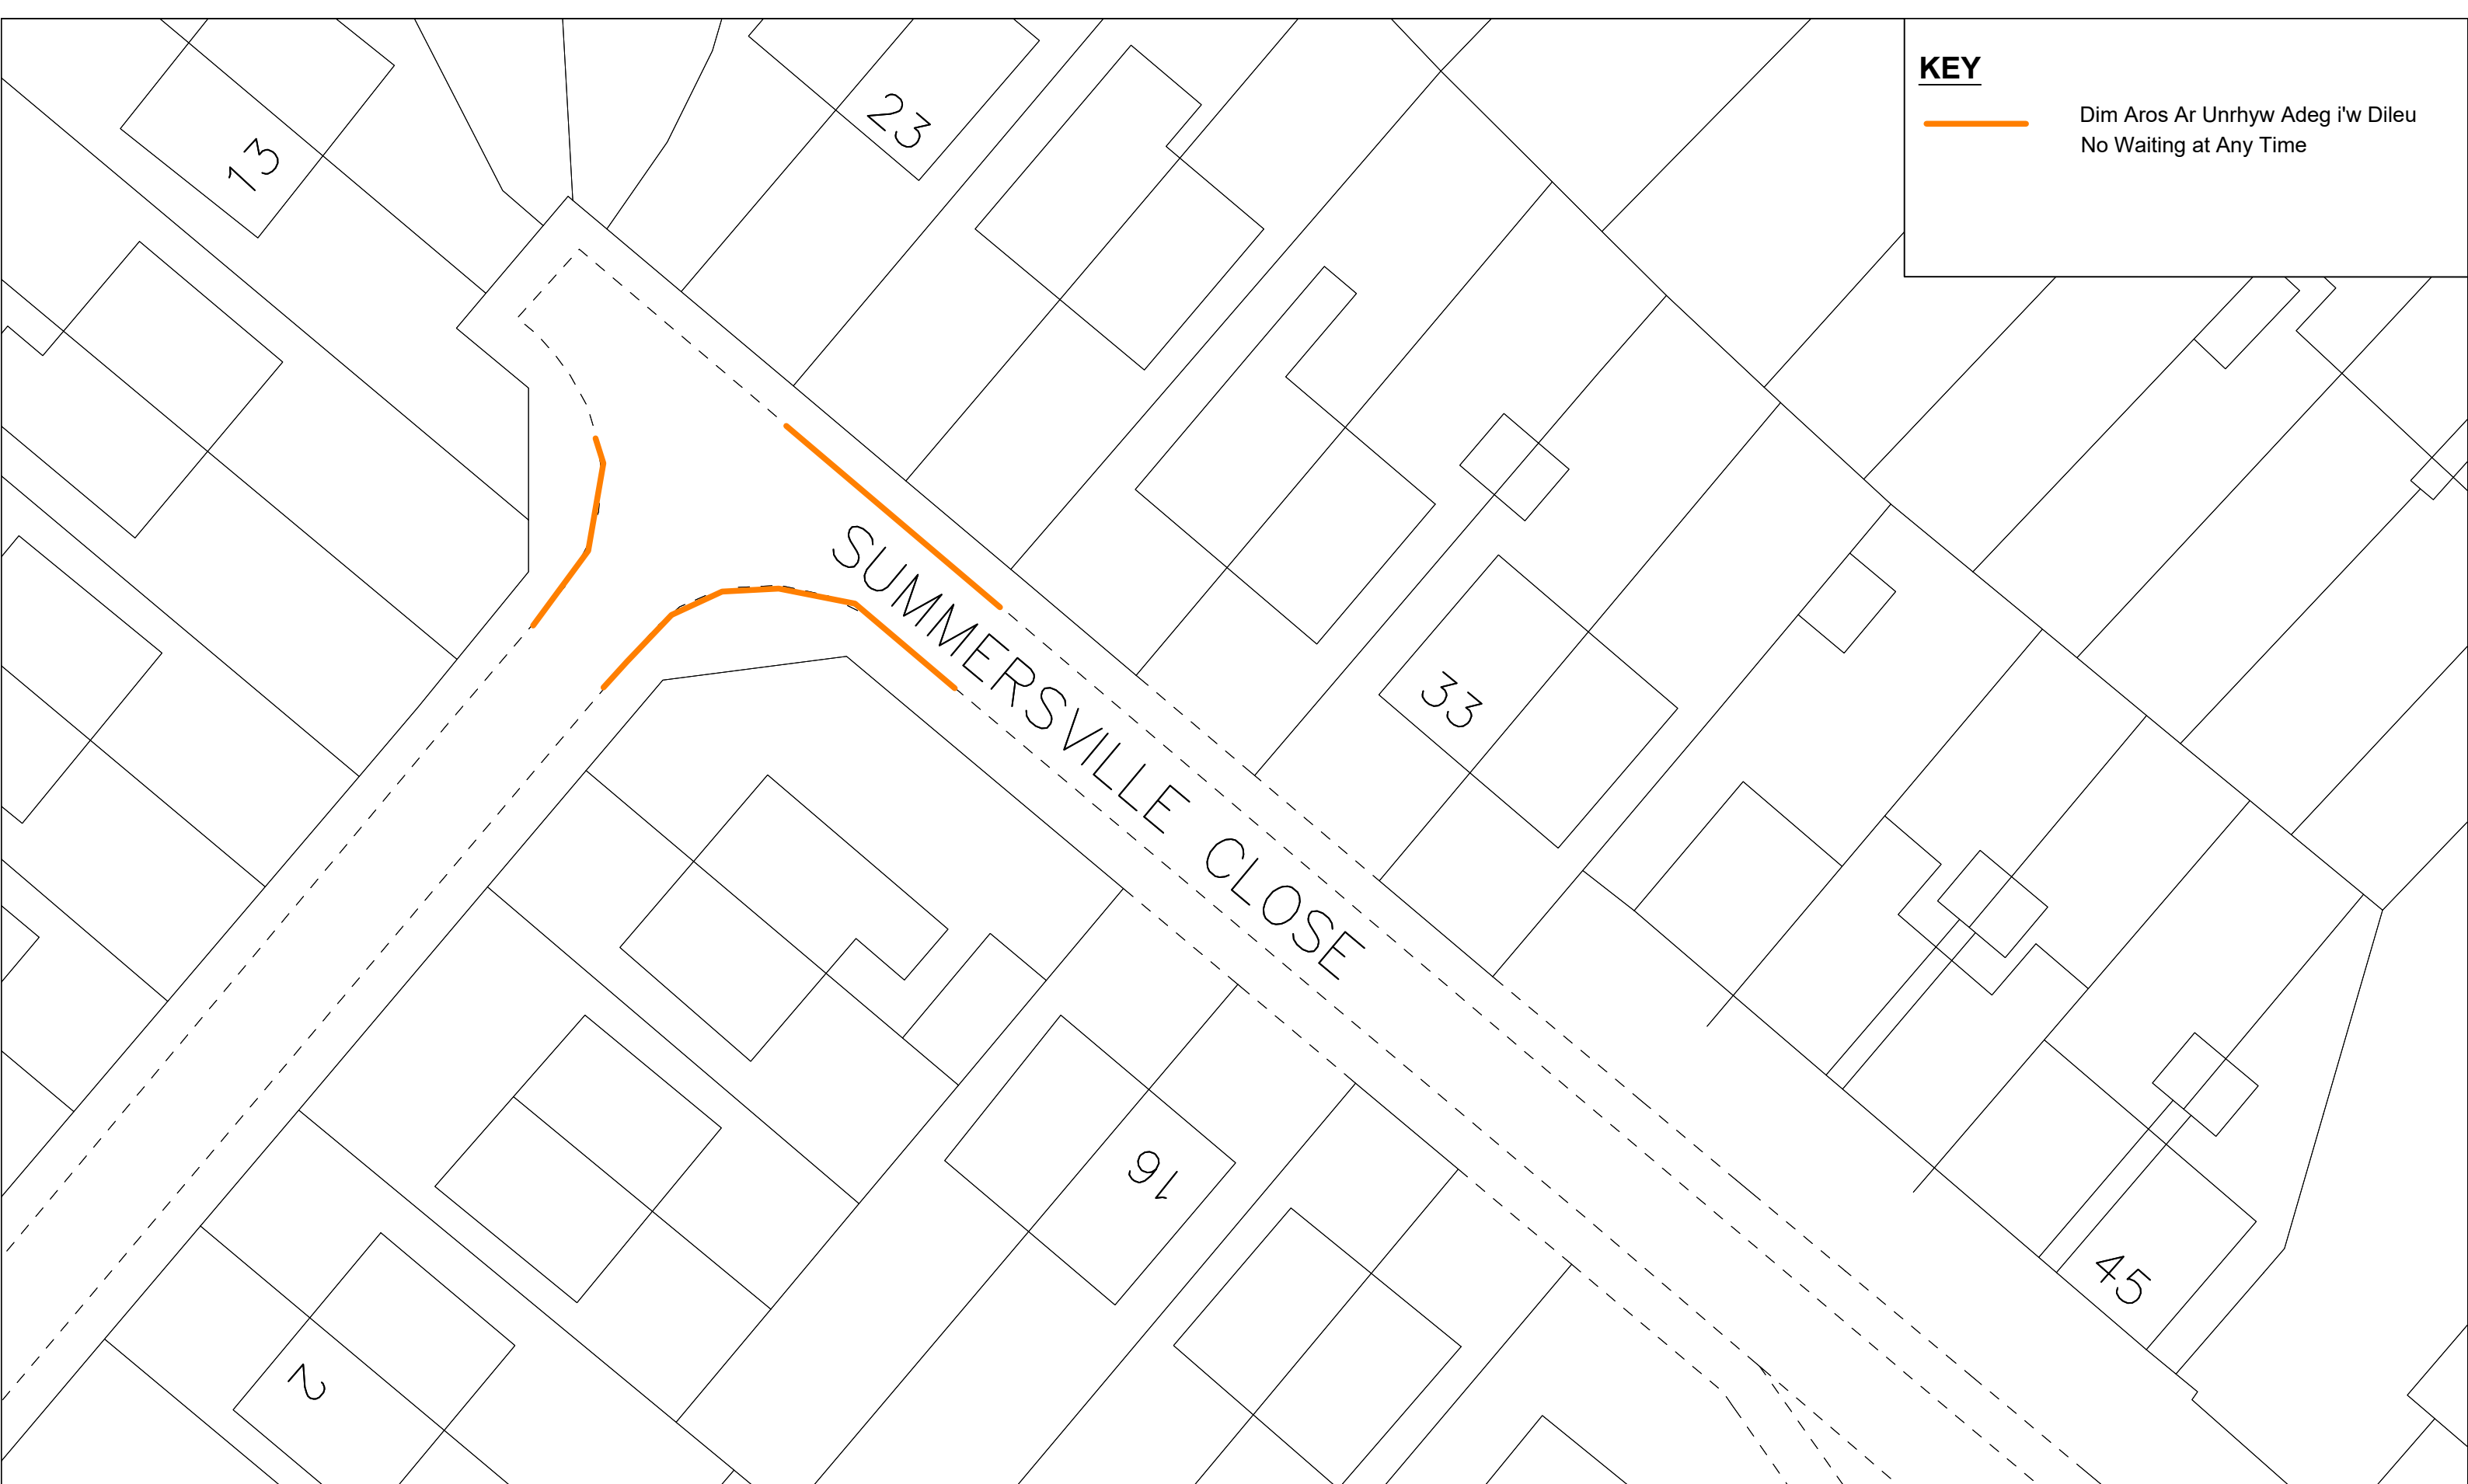 KEY
Dim Aros Ar Unrhyw Adeg i'w Dileu
No Waiting at Any Time
23
13
SUMMERSVILLE CLOSE
33
16
45
2